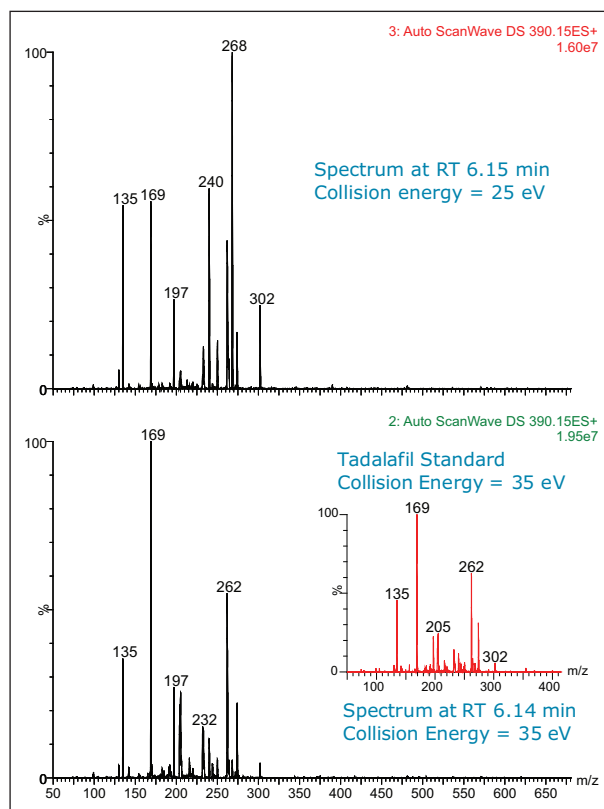 3: Auto ScanWave DS 390.15ES+
1.60e7
100
%
0
268
135
169
240
197
302
Spectrum at RT 6.15 min
Collision energy = 25 eV
2: Auto ScanWave DS 390.15ES+
1.95e7
100
%
0
169
262
135
197
232
Tadalafil Standard
Collision Energy = 35 eV
100
%
0
169
262
135
205
302
100 200 300 400
m/z
Spectrum at RT 6.14 min
Collision Energy = 35 eV
m/z
50 100 150 200 250 300 350 400 450 500 550 600 650